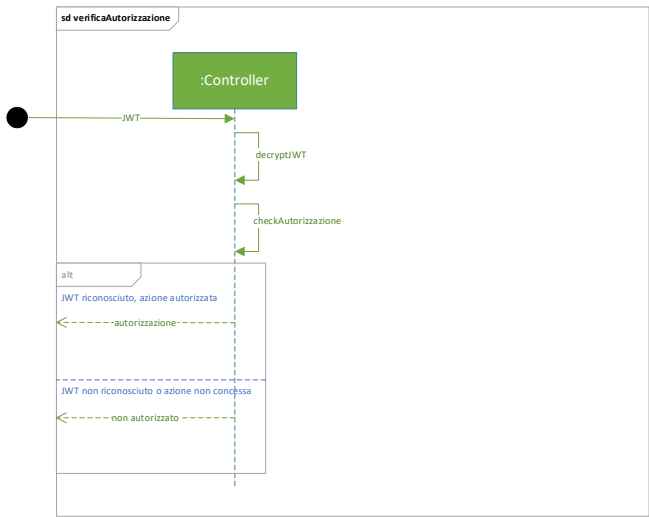 sd verificaAutorizzazione
:Controller
JWT
decryptJWT
checkAutorizzazione
alt
JWT riconosciuto, azione autorizzata
autorizzazione
JWT non riconosciuto o azione non concessa
non autorizzato